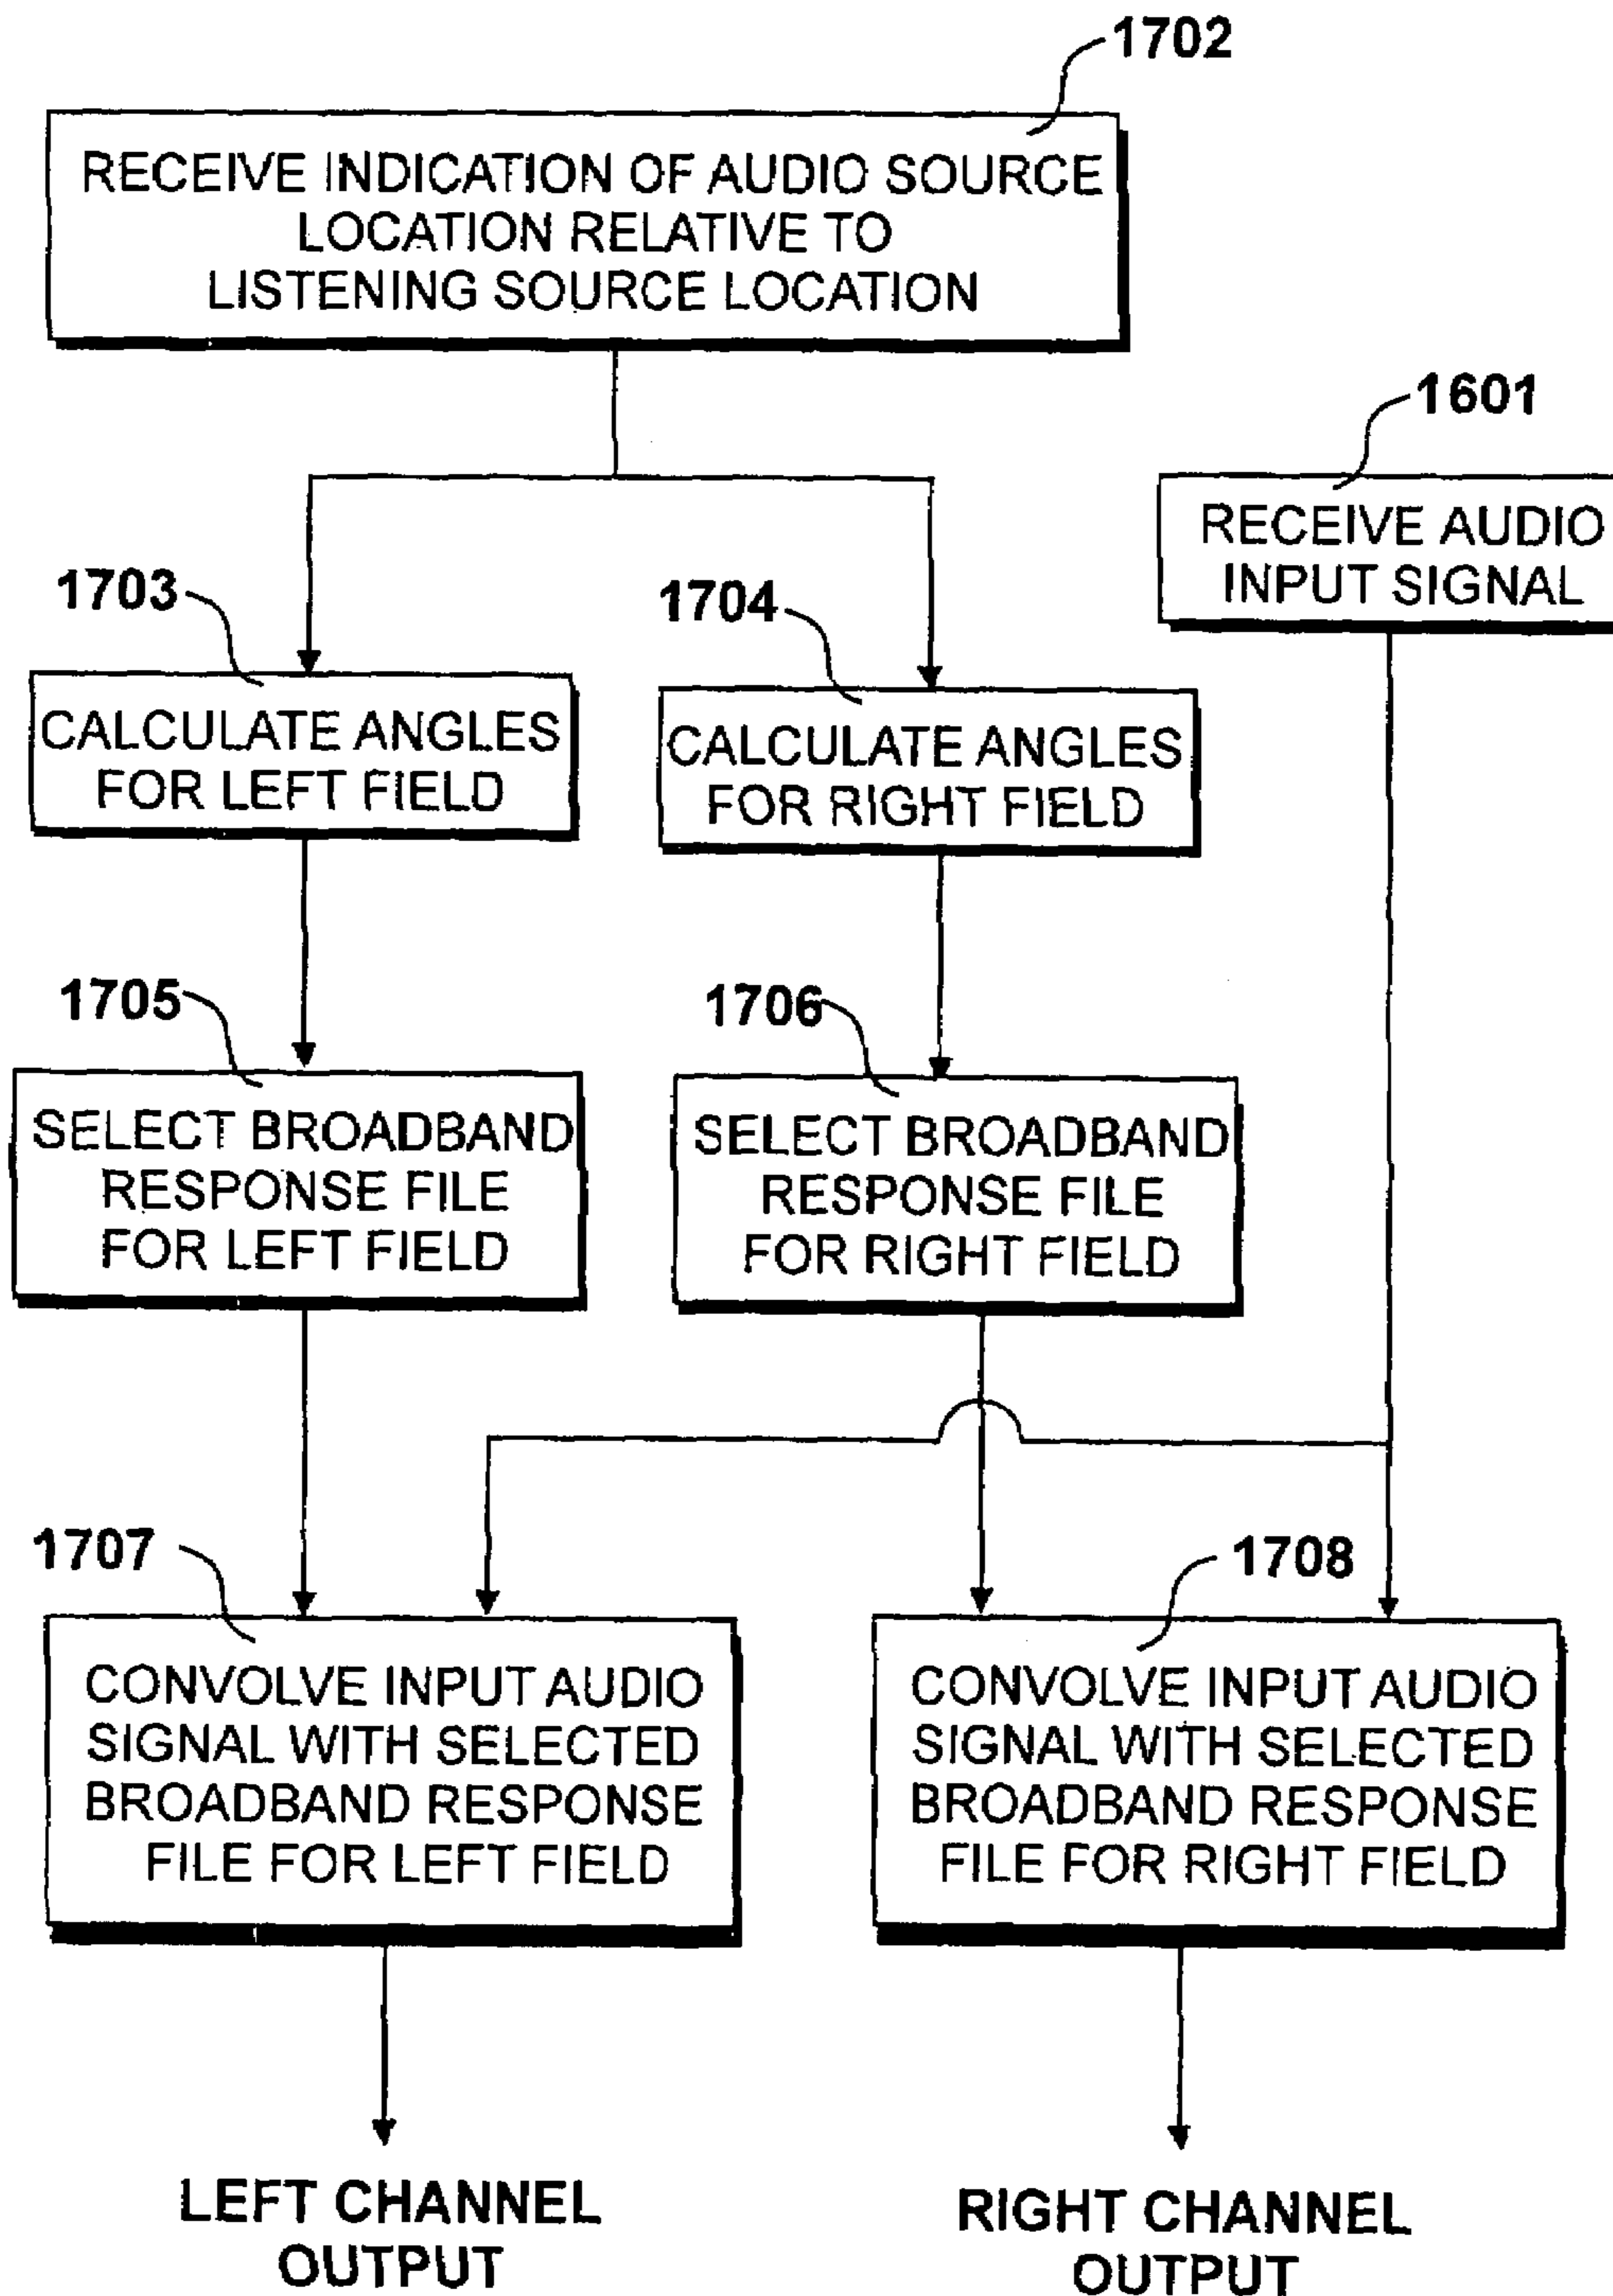 1702
RECEIVE INDICATION OF AUDIO SOURCE
LOCATION RELATIVE TO
LISTENING SOURCE LOCATION
1601
RECEIVE AUDIO
INPUT SIGNAL
1703
CALCULATE ANGLES
FOR LEFT FIELD
1704
CALCULATE ANGLES
FOR RIGHT FIELD
1705
SELECT BROADBAND
RESPONSE FILE
FOR LEFT FIELD
1706
SELECT BROADBAND
RESPONSE FILE
FOR RIGHT FIELD
1707
CONVOLVE INPUT AUDIO
SIGNAL WITH SELECTED
BROADBAND RESPONSE
FILE FOR LEFT FIELD
1708
CONVOLVE INPUT AUDIO
SIGNAL WITH SELECTED
BROADBAND RESPONSE
FILE FOR RIGHT FIELD
LEFT CHANNEL
OUTPUT
RIGHT CHANNEL
OUTPUT